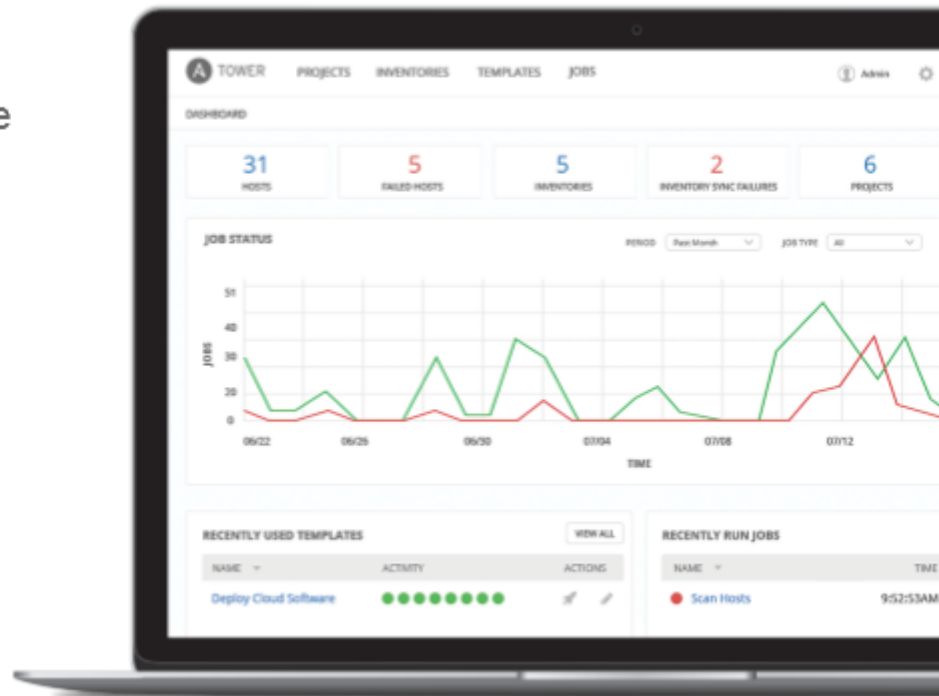 e
A TOWER PROJECTS INVENTORIES TEMPLATES JOBS Admin
DASHBOARD
31 5 5 2 6
HOSTS FAILED HOSTS INVENTORIES INVENTORY SYNC FAILURES PROJECTS
JOB STATUS PERIOD Past Month JOB TYPE All
51
40
JOBS
30
20
0
06/22 06/26 06/30 07/04 07/08 07/12
TIME
RECENTLY USED TEMPLATES VIEW ALL RECENTLY RUN JOBS
NAME ACTIVITY ACTIONS NAME TIME
Deploy Cloud Software Scan Hosts 9:52:53AM